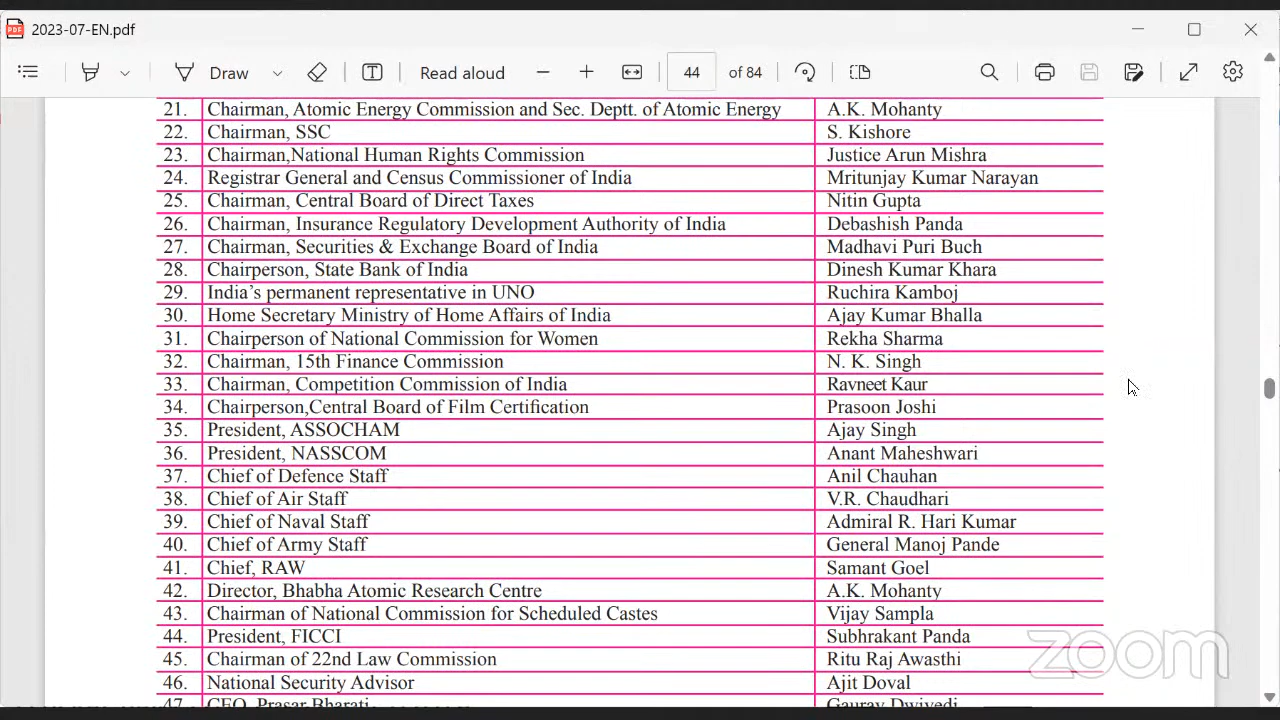 PDF
2023-07-EN.pdf
Draw Read aloud 44 of 84
21. Chairman, Atomic Energy Commission and Sec. Deptt. of Atomic Energy A.K. Mohanty
22. Chairman, SSC S. Kishore
23. Chairman,National Human Rights Commission Justice Arun Mishra
24. Registrar General and Census Commissioner of India Mritunjay Kumar Narayan
25. Chairman, Central Board of Direct Taxes Nitin Gupta
26. Chairman, Insurance Regulatory Development Authority of India Debashish Panda
27. Chairman, Securities & Exchange Board of India Madhavi Puri Buch
28. Chairperson, State Bank of India Dinesh Kumar Khara
29. India's permanent representative in UNO Ruchira Kamboj
30. Home Secretary Ministry of Home Affairs of India Ajay Kumar Bhalla
31. Chairperson of National Commission for Women Rekha Sharma
32. Chairman, 15th Finance Commission N. K. Singh
33. Chairman, Competition Commission of India Ravneet Kaur
34. Chairperson,Central Board of Film Certification Prasoon Joshi
35. President, ASSOCHAM Ajay Singh
36. President, NASSCOM Anant Maheshwari
37. Chief of Defence Staff Anil Chauhan
38. Chief of Air Staff V.R. Chaudhari
39. Chief of Naval Staff Admiral R. Hari Kumar
40. Chief of Army Staff General Manoj Pande
41. Chief, RAW Samant Goel
42. Director, Bhabha Atomic Research Centre A.K. Mohanty
43. Chairman of National Commission for Scheduled Castes Vijay Sampla
44. President, FICCI Subhrakant Panda
45. Chairman of 22nd Law Commission Ritu Raj Awasthi
46. National Security Advisor Ajit Doval
47. CEO, Prasar Bharati Gaurav Dwivedi
zoom